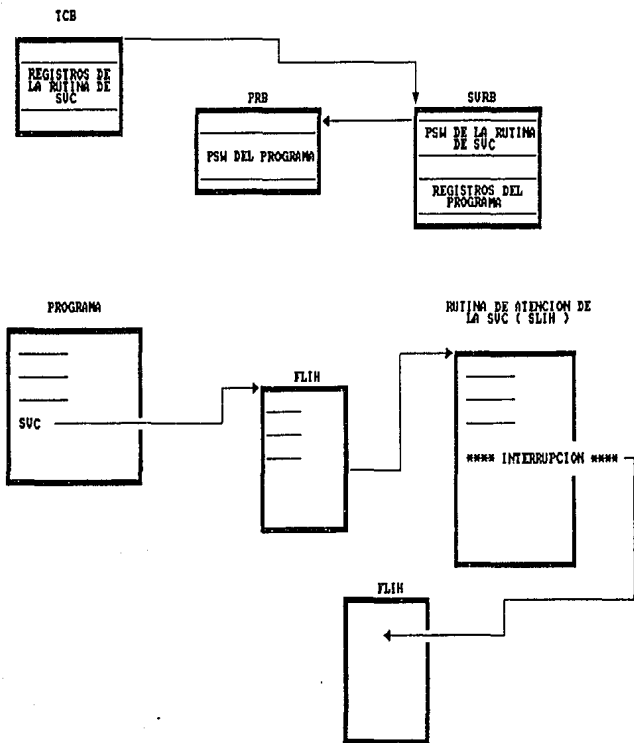 TCB
REGISTROS DE
LA RUTINA DE
SVC
PRB
PSW DEL PROGRAMA
SVRB
PSW DE LA RUTINA
DE SVC
REGISTROS DEL
PROGRAMA
PROGRAMA
SVC
FLIH
RUTINA DE ATENCION DE
LA SVC ( SLIH )
**** INTERRUPCION ****
FLIH